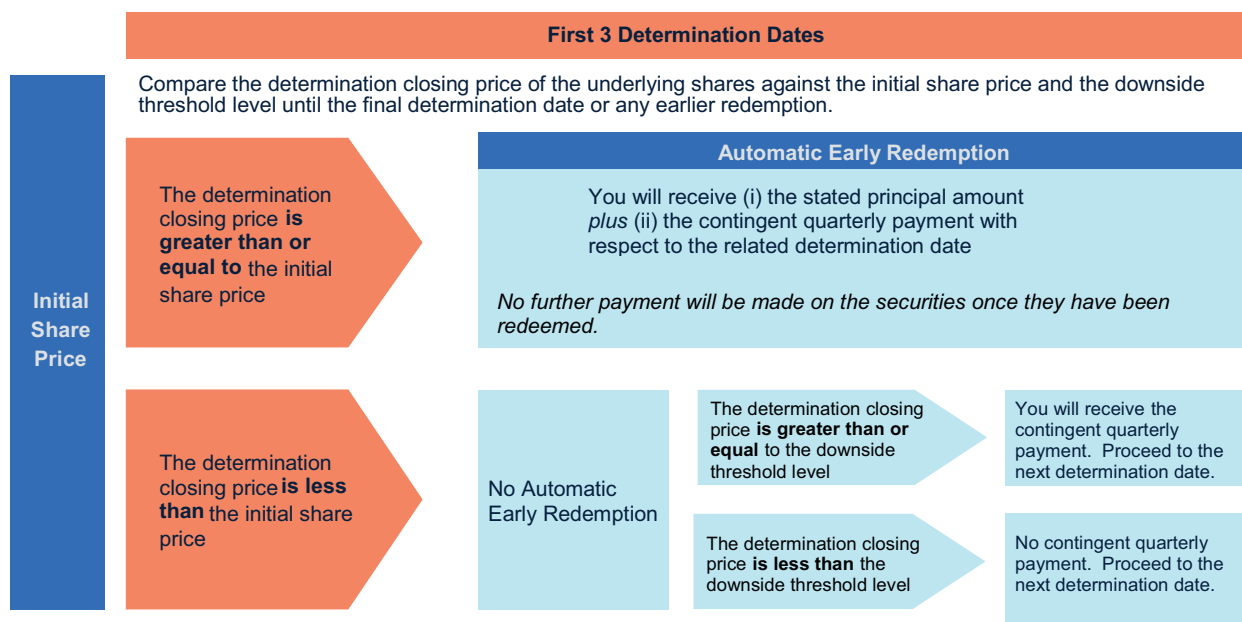 First 3 Determination Dates
Compare the determination closing price of the underlying shares against the initial share price and the downside
threshold level until the final determination date or any earlier redemption.
Initial
Share
Price
The determination
closing price is
greater than or
equal to the initial
share price
Automatic Early Redemption
You will receive (i) the stated principal amount
plus (ii) the contingent quarterly payment with
respect to the related determination date
No further payment will be made on the securities once they have been
redeemed.
The determination
closing price is less
than the initial share
price
No Automatic
Early Redemption
The determination closing
price is greater than or
equal to the downside
threshold level
You will receive the
contingent quarterly
payment.  Proceed to the
next determination date.
The determination closing
price is less than the
downside threshold level
No contingent quarterly
payment.  Proceed to the
next determination date.